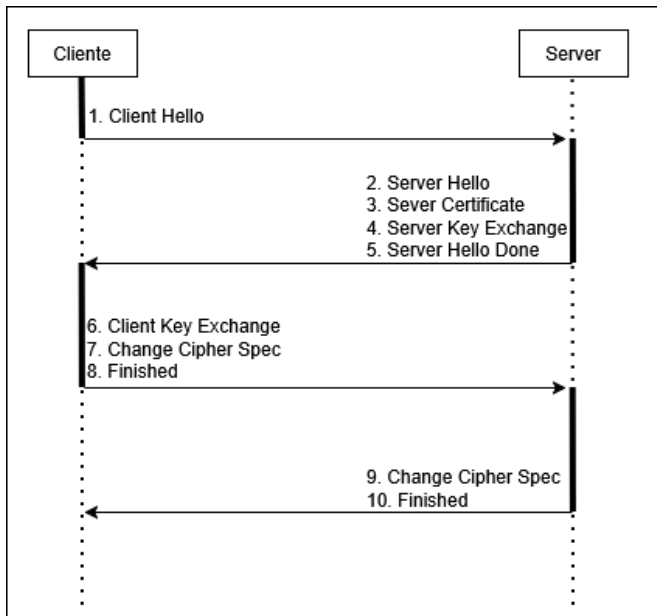 Cliente
Server
1. Client Hello
2. Server Hello
3. Sever Certificate
4. Server Key Exchange
5. Server Hello Done
6. Client Key Exchange
7. Change Cipher Spec
8. Finished
9. Change Cipher Spec
10. Finished